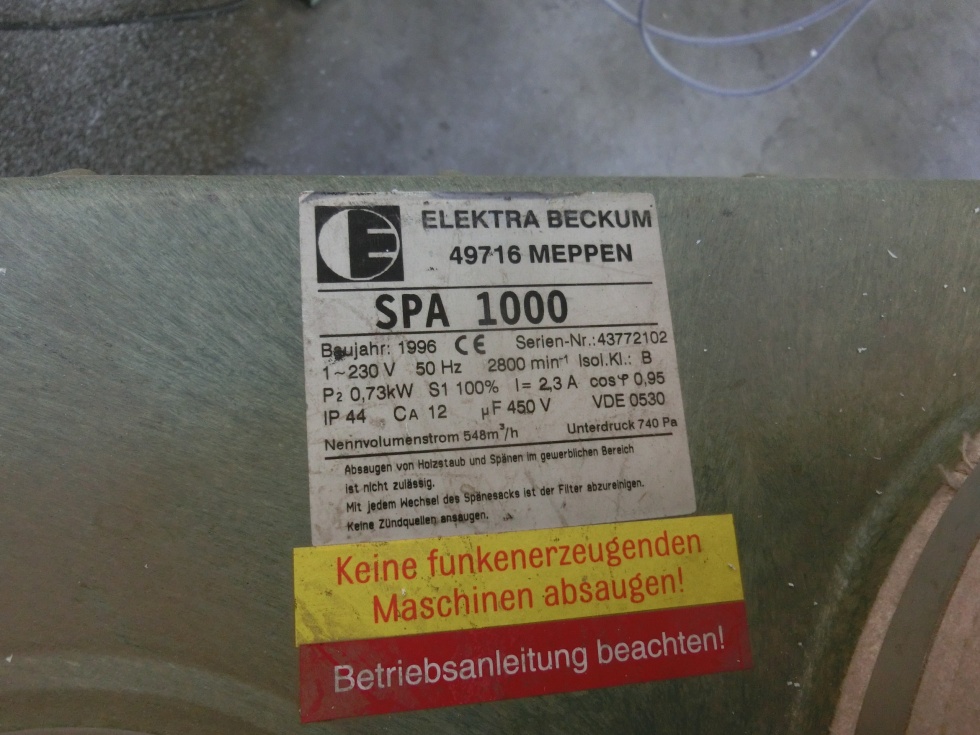 ELEKTRA BECKUM
49716 MEPPEN
SPA 1000
Baujahr: 1996 CE Serien-Nr.:43772102
1~230 V 50 Hz 2800 min⁻¹ Isol.Kl.: B
P₂ 0,73kW S1 100% I= 2,3 A cosφ 0,95
IP 44 CA 12 µF 450 V VDE 0530
Nennvolumenstrom 548m³/h Unterdruck 740 Pa
Absaugen von Holzstaub und Spänen im gewerblichen Bereich
ist nicht zulässig.
Mit jedem Wechsel des Spänesacks ist der Filter abzureinigen.
Keine Zündquellen ansaugen.
Keine funkenerzeugenden
Maschinen absaugen!
Betriebsanleitung beachten!